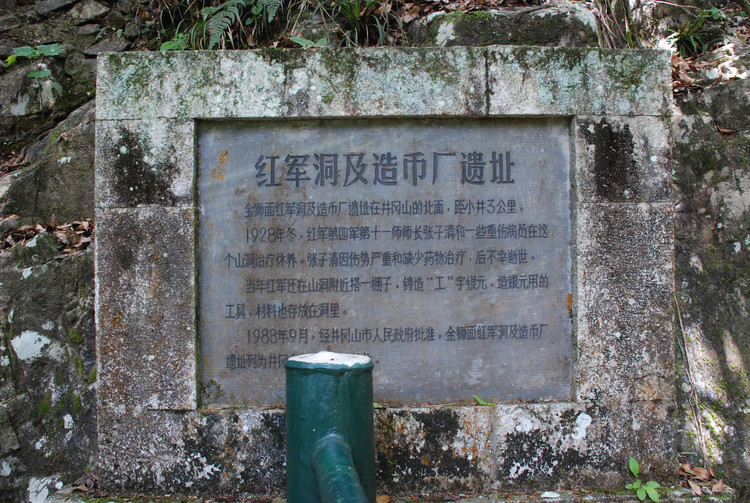 红军洞及造币厂遗址
金狮面红军洞及造币厂遗址在井冈山的北面，距小井3公里。
1928年冬，红军第四军第十一师师长张子清和一些重伤病员在这
个山洞治疗休养。张子清因伤势严重和缺少药物治疗，后不幸逝世。
当年红军还在山洞附近搭一棚子，铸造“工”字银元，造银元用的
工具、材料也存放在洞里。
1988年9月，经井冈山市人民政府批准，金狮面红军洞及造币厂
遗址列为井